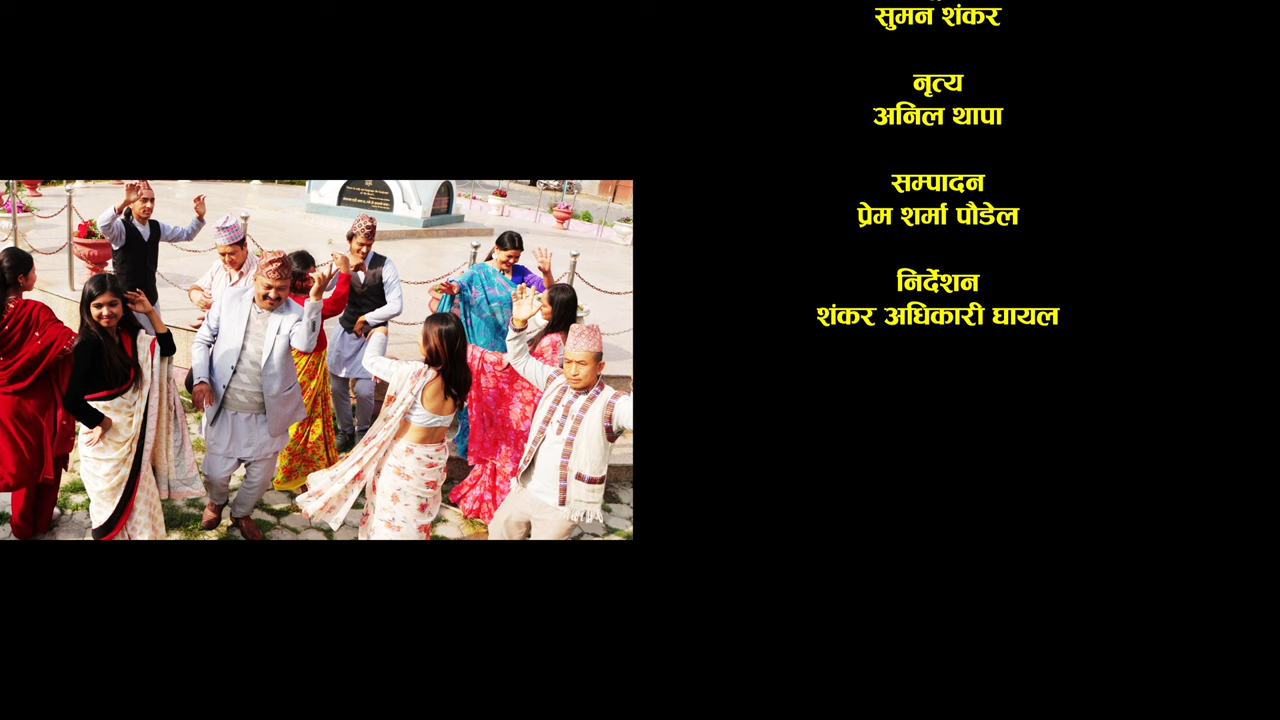 सुमन शंकर
नृत्य
अनिल थापा
सम्पादन
प्रेम शर्मा पौडेल
निर्देशन
शंकर अधिकारी घायल